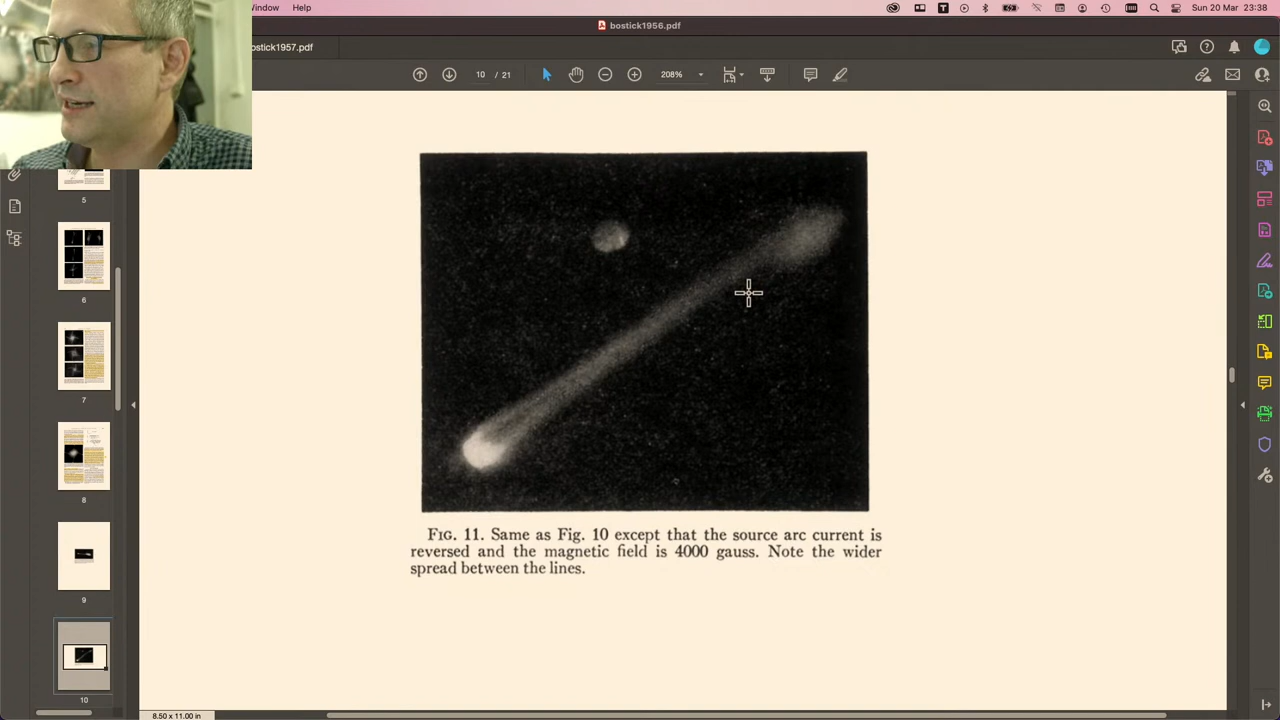 Window Help
Sun 20 Mar 23:38
bostick1956.pdf
ostick1957.pdf
10 / 21
208%
5
6
7
8
9
10
FIG. 11. Same as Fig. 10 except that the source arc current is
reversed and the magnetic field is 4000 gauss. Note the wider
spread between the lines.
8.50 x 11.00 in